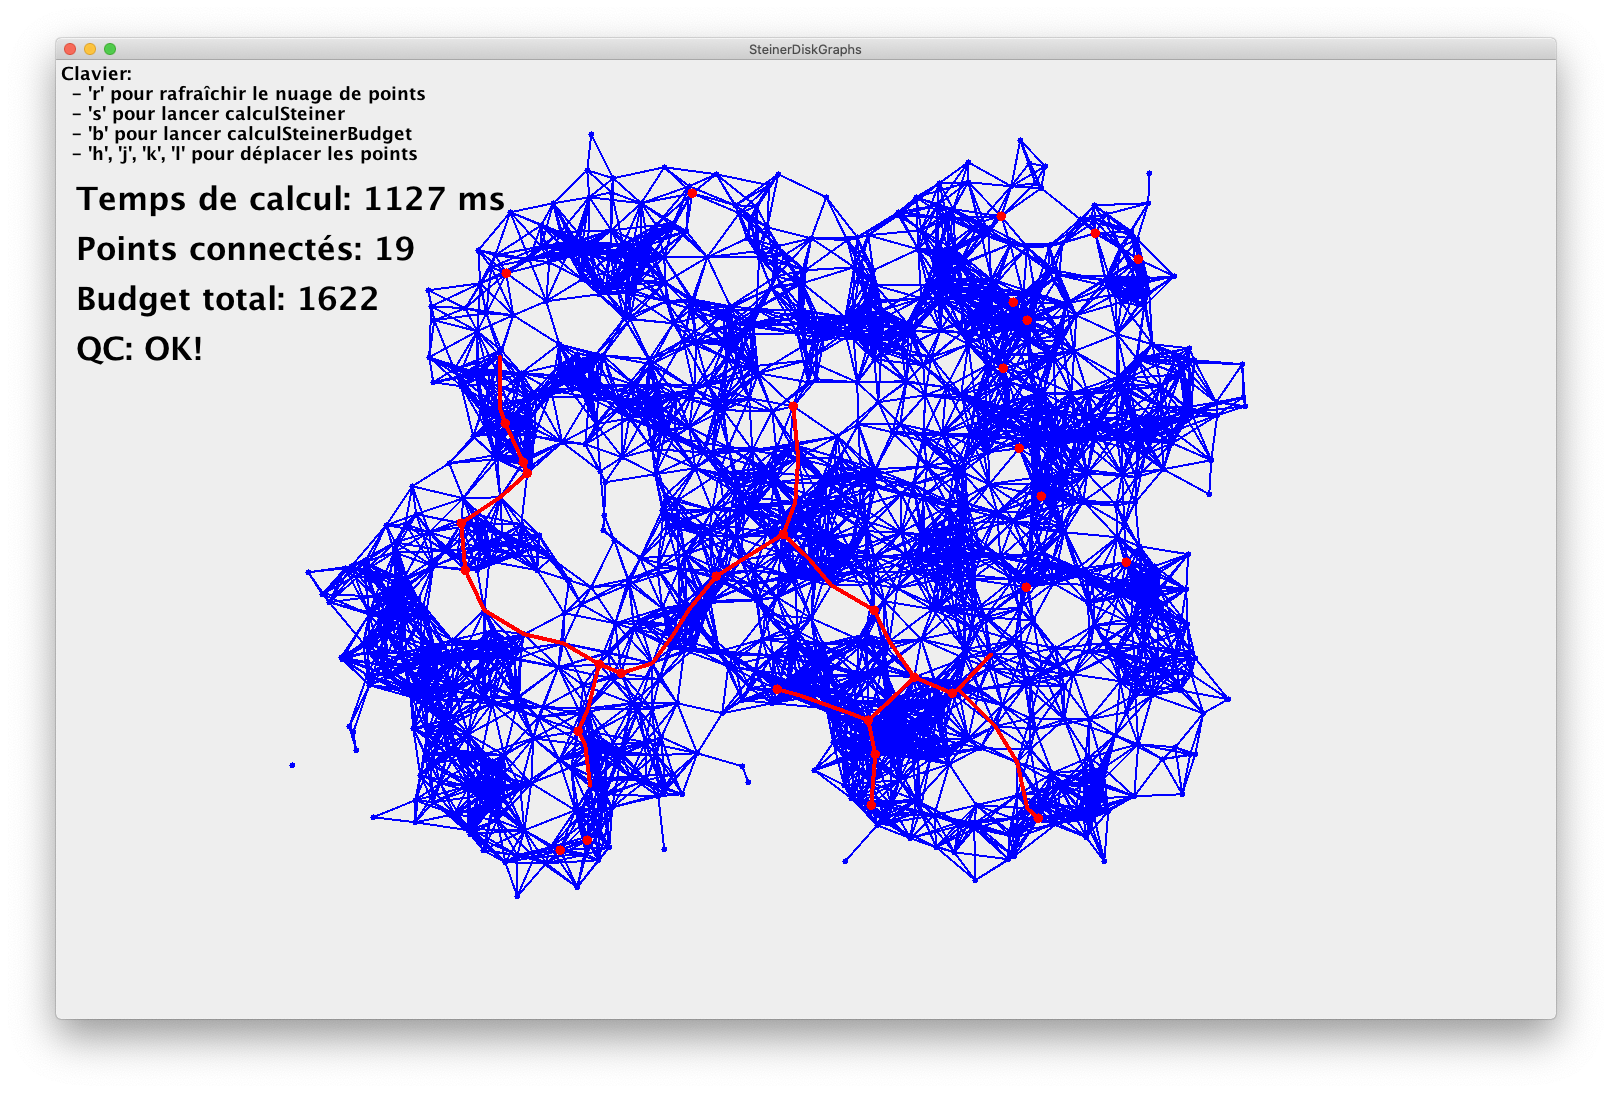 SteinerDiskGraphs
Clavier:
- 'r' pour rafraîchir le nuage de points
- 's' pour lancer calculSteiner
- 'b' pour lancer calculSteinerBudget
- 'h', 'j', 'k', 'l' pour déplacer les points
Temps de calcul: 1127 ms
Points connectés: 19
Budget total: 1622
QC: OK!